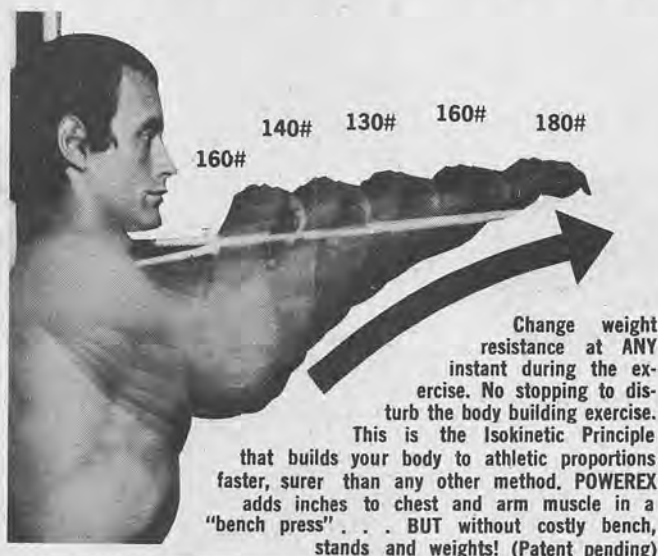 160#
140#
130#
160#
180#
Change weight
resistance at ANY
instant during the ex-
ercise. No stopping to dis-
turb the body building exercise.
This is the Isokinetic Principle
that builds your body to athletic proportions
faster, surer than any other method. POWEREX
adds inches to chest and arm muscle in a
"bench press" . . . BUT without costly bench,
stands and weights! (Patent pending)